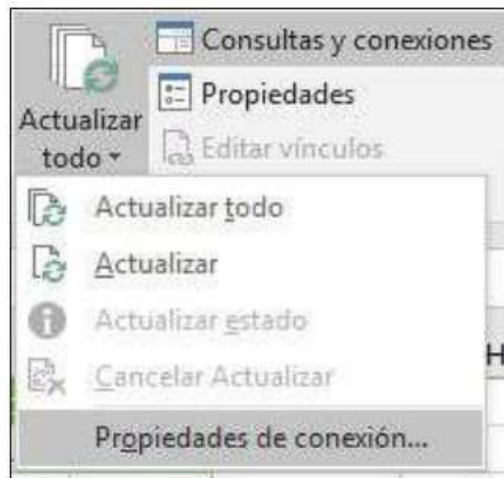 Consultas y conexiones
Propiedades
Actualizar
todo
Editar vínculos
Actualizar todo
Actualizar
Actualizar estado
Cancelar Actualizar
H
Propiedades de conexión...